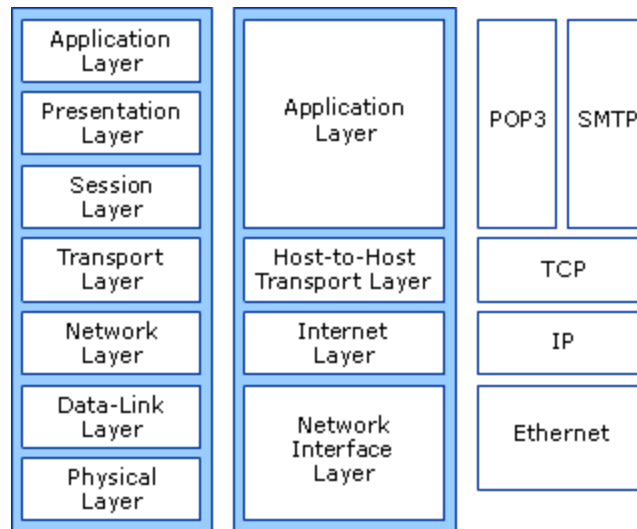 Application
Layer
Presentation
Layer
Session
Layer
Transport
Layer
Network
Layer
Data-Link
Layer
Physical
Layer
Application
Layer
Host-to-Host
Transport Layer
Internet
Layer
Network
Interface
Layer
POP3
SMTP
TCP
IP
Ethernet